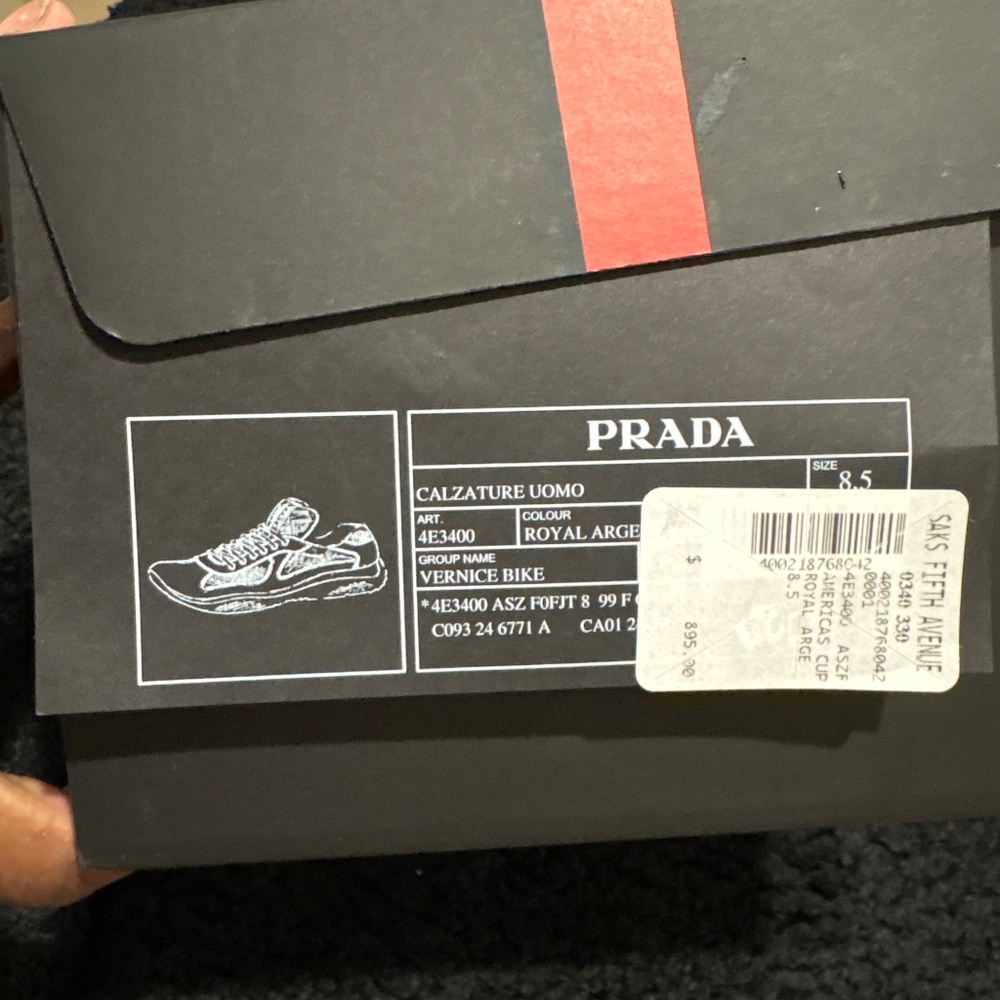 PRADA
SIZE
8.5
CALZATURE UOMO
ART.
4E3400
COLOUR
ROYAL ARGE
GROUP NAME
VERNICE BIKE
*4E3400 ASZ F0FJT 8 99 F
C093 24 6771 A CA01 2
SAKS FIFTH AVENUE
0340 330
400218768042
0001
4E3400 ASZF
AMERICAS CUP
ROYAL ARGE
8.5
400218768042
$ 895.00